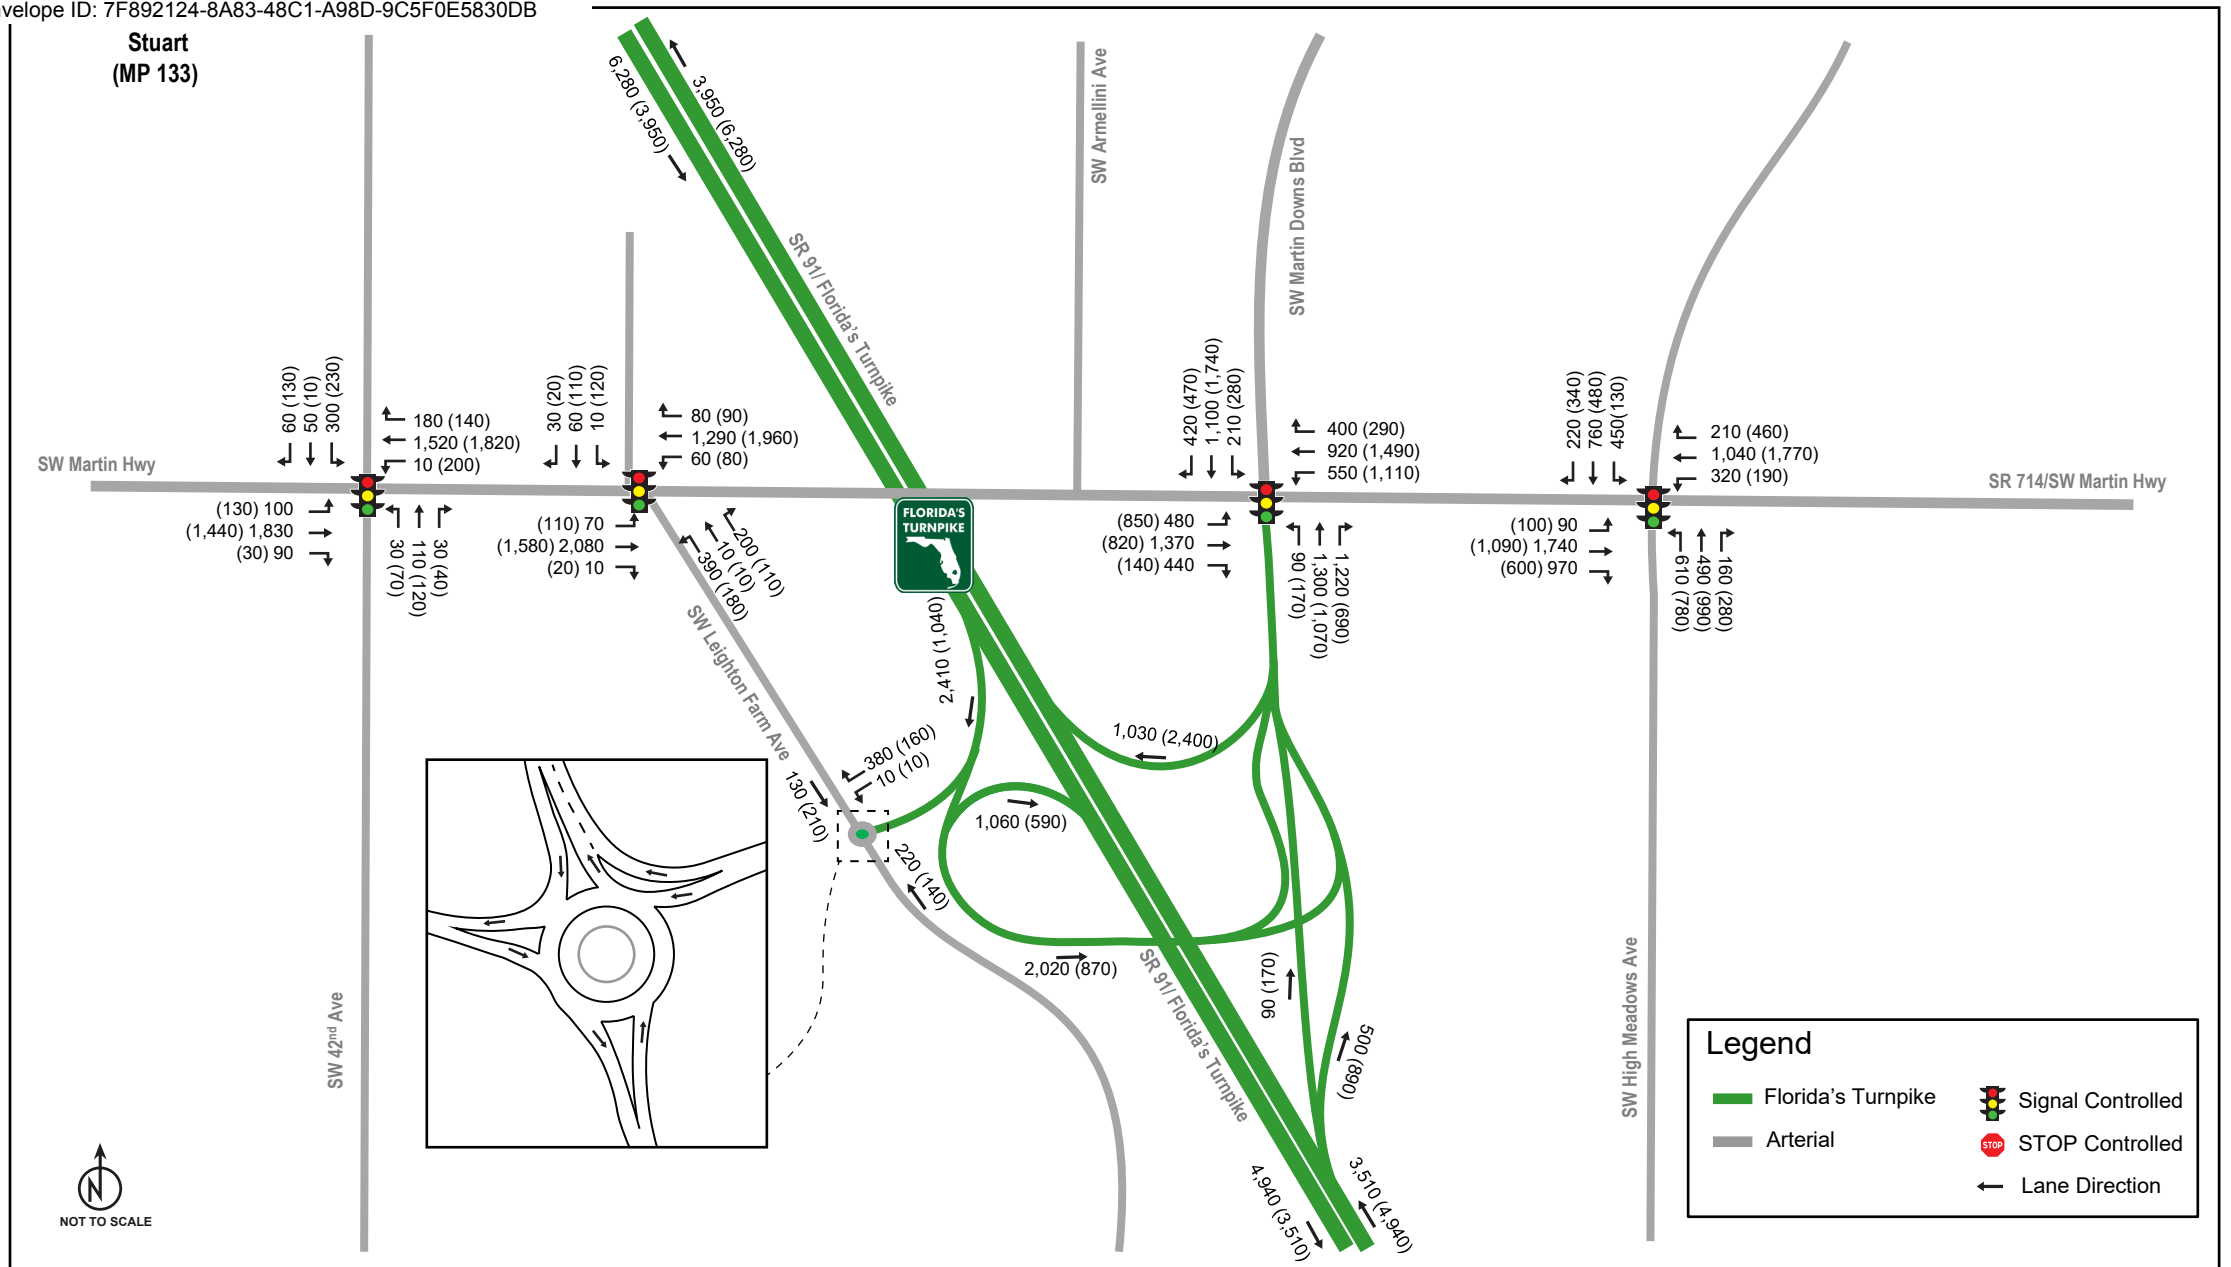 nvelope ID: 7F892124-8A83-48C1-A98D-9C5F0E5830DB
Stuart
(MP 133)
6,280 (3,950)
3,950 (6,280)
SR 91/ Florida's Turnpike
SW Armellini Ave
SW Martin Downs Blvd
60 (130)
50 (10)
300 (230)
180 (140)
1,520 (1,820)
10 (200)
30 (20)
60 (110)
10 (120)
80 (90)
1,290 (1,960)
60 (80)
420 (470)
1,100 (1,740)
210 (280)
400 (290)
920 (1,490)
550 (1,110)
220 (340)
760 (480)
450(130)
210 (460)
1,040 (1,770)
320 (190)
SW Martin Hwy
SR 714/SW Martin Hwy
(130) 100
(1,440) 1,830
(30) 90
30 (70)
110 (120)
30 (40)
(110) 70
(1,580) 2,080
(20) 10
390 (180)
10 (10)
200 (110)
FLORIDA'S
TURNPIKE
(850) 480
(820) 1,370
(140) 440
90 (170)
1,300 (1,070)
1,220 (690)
(100) 90
(1,090) 1,740
(600) 970
610 (780)
490 (990)
160 (280)
SW Leighton Farm Ave
2,410 (1,040)
1,030 (2,400)
380 (160)
10 (10)
130 (210)
1,060 (590)
220 (140)
2,020 (870)
90 (170)
500 (890)
SR 91/ Florida's Turnpike
SW 42nd Ave
SW High Meadows Ave
4,940 (3,510)
3,510 (4,940)
N
NOT TO SCALE
Legend
Florida's Turnpike
Signal Controlled
Arterial
STOP
STOP Controlled
Lane Direction